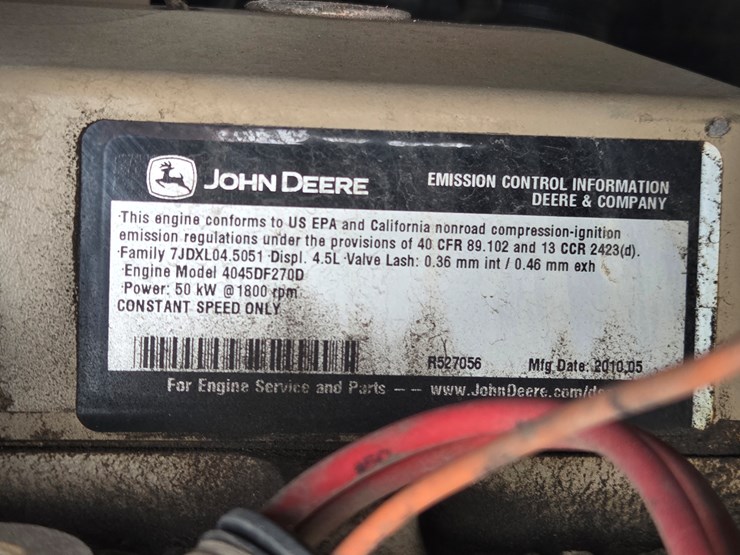 JOHN DEERE
EMISSION CONTROL INFORMATION
DEERE & COMPANY
This engine conforms to US EPA and California nonroad compression-ignition
emission regulations under the provisions of 40 CFR 89.102 and 13 CCR 2423(d).
Family 7JDXL04.5051 Displ. 4.5L Valve Lash: 0.36 mm int / 0.46 mm exh
Engine Model 4045DF270D
Power: 50 kW @ 1800 rpm
CONSTANT SPEED ONLY
R527056 Mfg Date: 2010.05
For Engine Service and Parts -- www.JohnDeere.com/